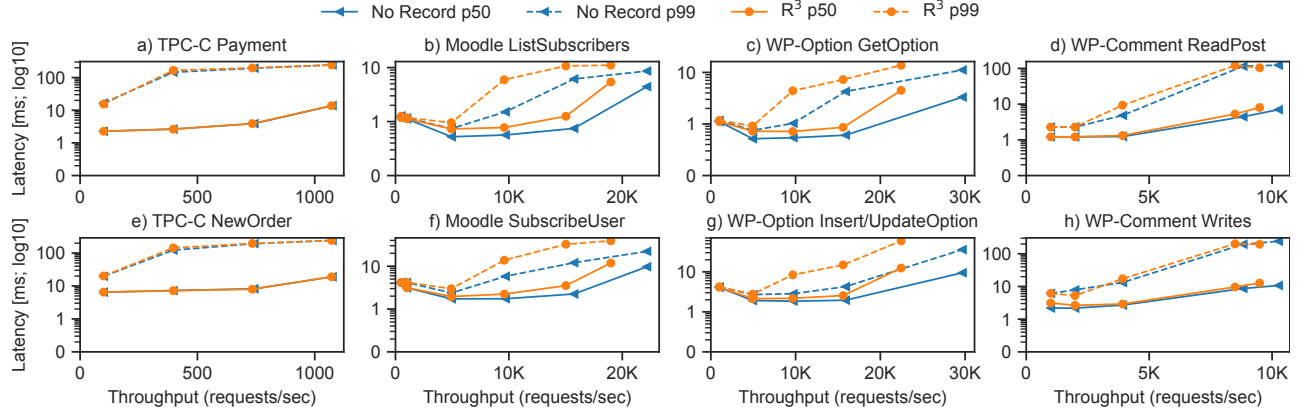 No Record p50 No Record p99 R³ p50 R³ p99
a) TPC-C Payment b) Moodle ListSubscribers c) WP-Option GetOption d) WP-Comment ReadPost
Latency [ms; log10]
100 10 1 0
10 1 0
10 1 0
100 10 1 0
0 500 1000
0 10K 20K
0 10K 20K 30K
5K 10K
e) TPC-C NewOrder f) Moodle SubscribeUser g) WP-Option Insert/UpdateOption h) WP-Comment Writes
Latency [ms; log10]
100 10 1 0
10 1 0
10 1 0
100 10 1 0
0 500 1000
0 10K 20K
0 10K 20K 30K
5K 10K
Throughput (requests/sec) Throughput (requests/sec) Throughput (requests/sec) Throughput (requests/sec)